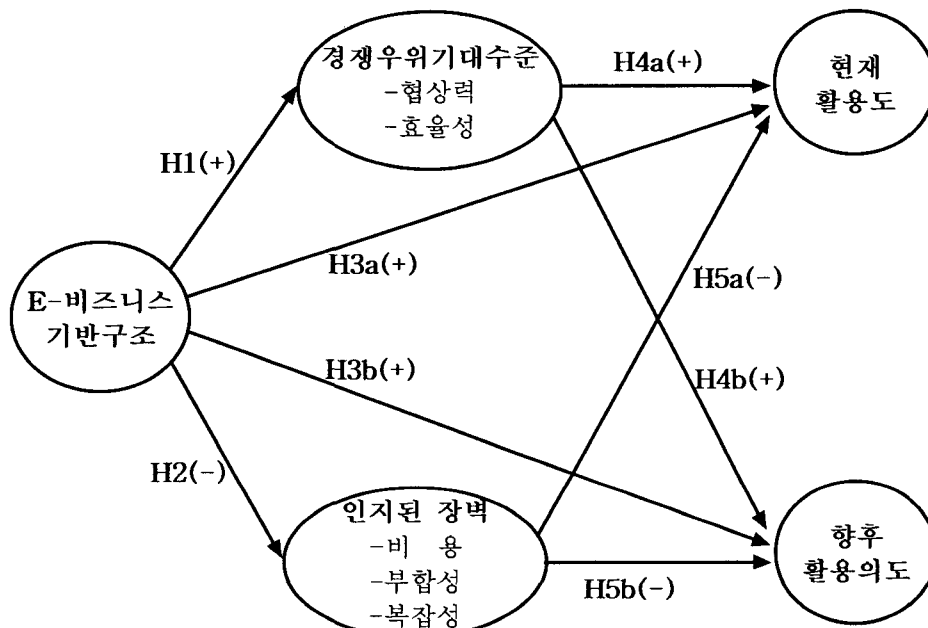 경쟁우위기대수준
-협상력
-효율성
H4a(+)
현재
활용도
H1(+)
H3a(+)
H5a(-)
E-비즈니스
기반구조
H3b(+)
H4b(+)
H2(-)
인지된 장벽
-비 용
-부합성
-복잡성
H5b(-)
향후
활용의도